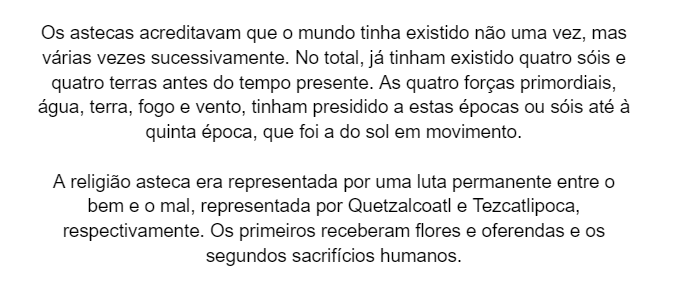 Os astecas acreditavam que o mundo tinha existido não uma vez, mas
várias vezes sucessivamente. No total, já tinham existido quatro sóis e
quatro terras antes do tempo presente. As quatro forças primordiais,
água, terra, fogo e vento, tinham presidido a estas épocas ou sóis até à
quinta época, que foi a do sol em movimento.
A religião asteca era representada por uma luta permanente entre o
bem e o mal, representada por Quetzalcoatl e Tezcatlipoca,
respectivamente. Os primeiros receberam flores e oferendas e os
segundos sacrifícios humanos.